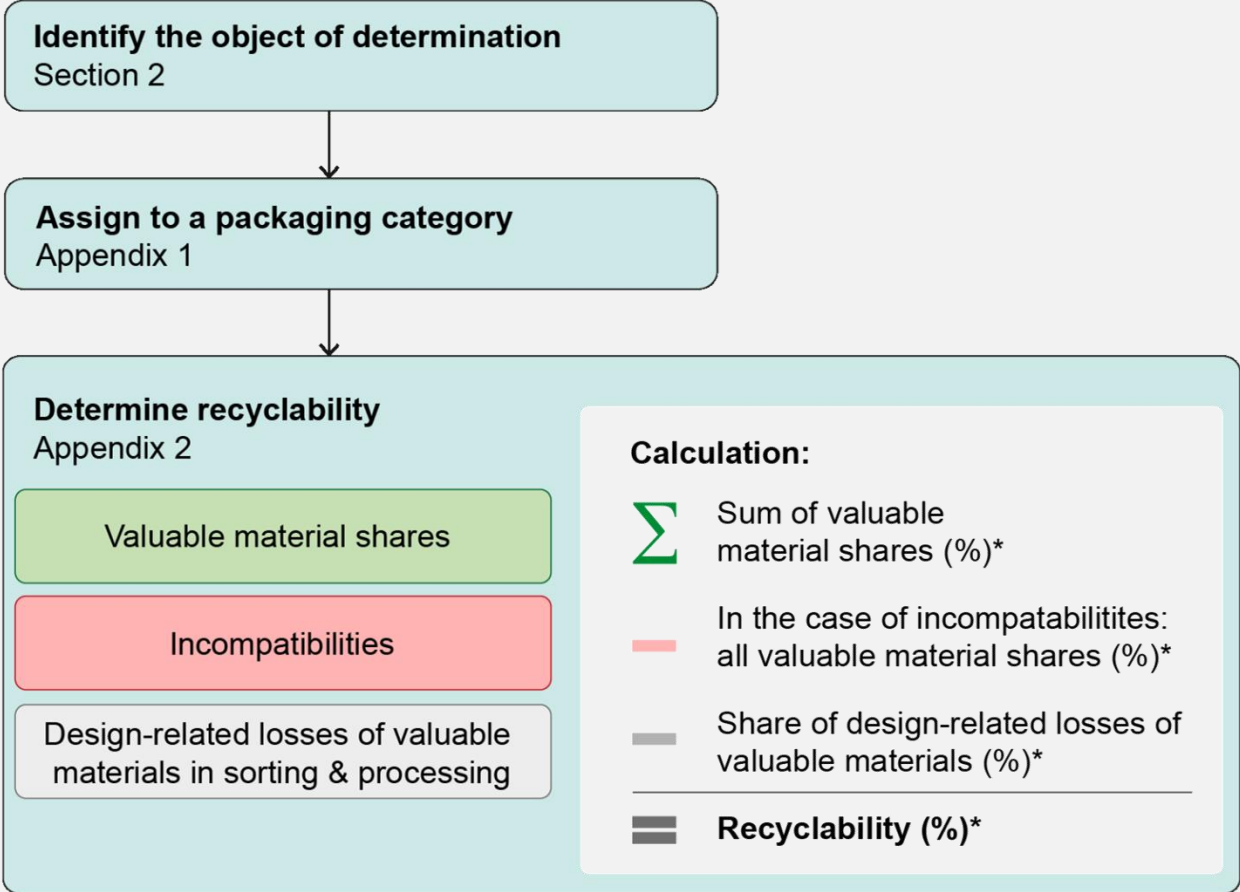 Identify the object of determination
Section 2
Assign to a packaging category
Appendix 1
Determine recyclability
Appendix 2
Valuable material shares
Incompatibilities
Design-related losses of valuable
materials in sorting & processing
Calculation:
∑ Sum of valuable
material shares (%)*
In the case of incompatabilitites:
all valuable material shares (%)*
Share of design-related losses of
valuable materials (%)*
Recyclability (%)*